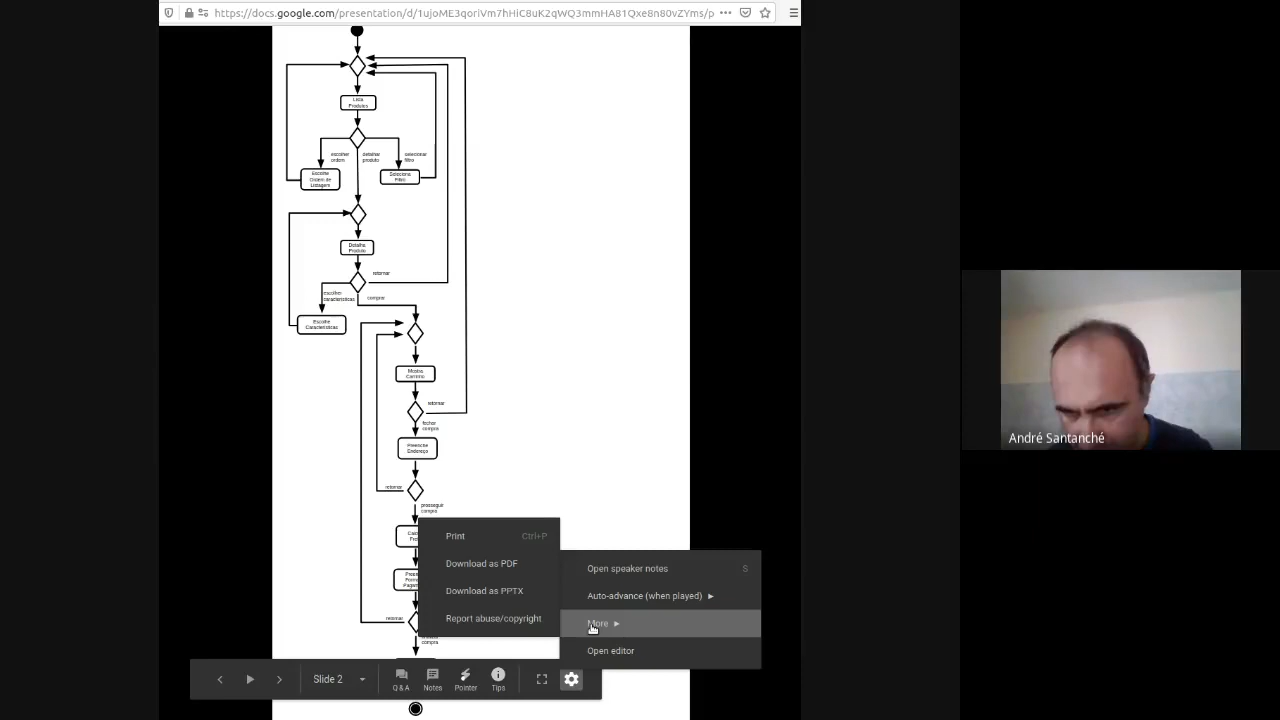 https://docs.google.com/presentation/d/1ujoME3qoriVm7hHiC8uK2qWQ3mmHA81Qxe8n80vZYms/p
Lista
Produtos
escolher
ordem
detalhar
produto
selecionar
filtro
Escolhe
Ordem de
Listagem
Seleciona
Filtro
Detalha
Produto
retornar
escolher
características
comprar
Escolhe
Características
Mostra
Carrinho
retornar
fechar
compra
Preenche
Endereço
retornar
prosseguir
compra
retornar
compra
Print Ctrl+P
Download as PDF
Download as PPTX
Report abuse/copyright
Open speaker notes S
Auto-advance (when played)
More
Open editor
Slide 2
Q & A
Notes
Pointer
Tips
André Santanché